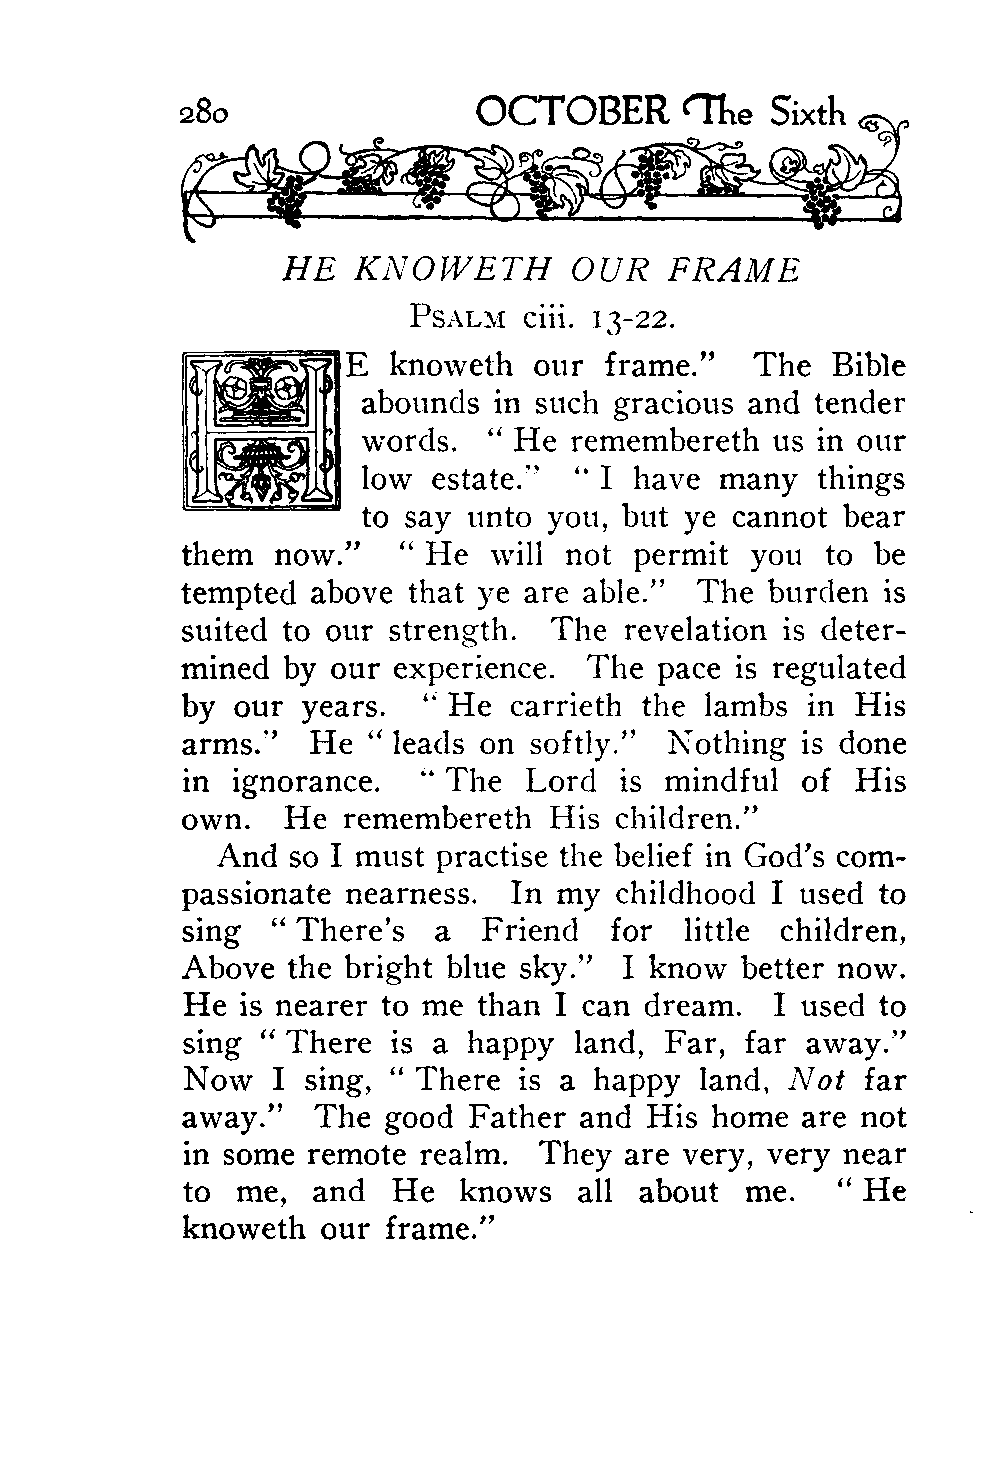 280 OCTOBER The Sixth
HE KNOWETH OUR FRAME
PSALM ciii. 13-22.
HE knoweth our frame.” The Bible
abounds in such gracious and tender
words. “ He remembereth us in our
low estate.” “ I have many things
to say unto you, but ye cannot bear
them now.” “ He will not permit you to be
tempted above that ye are able.” The burden is
suited to our strength. The revelation is deter-
mined by our experience. The pace is regulated
by our years. “ He carrieth the lambs in His
arms.” He “ leads on softly.” Nothing is done
in ignorance. “ The Lord is mindful of His
own. He remembereth His children.”
And so I must practise the belief in God’s com-
passionate nearness. In my childhood I used to
sing “ There’s a Friend for little children,
Above the bright blue sky.” I know better now.
He is nearer to me than I can dream. I used to
sing “ There is a happy land, Far, far away.”
Now I sing, “ There is a happy land, Not far
away.” The good Father and His home are not
in some remote realm. They are very, very near
to me, and He knows all about me. “ He
knoweth our frame.”